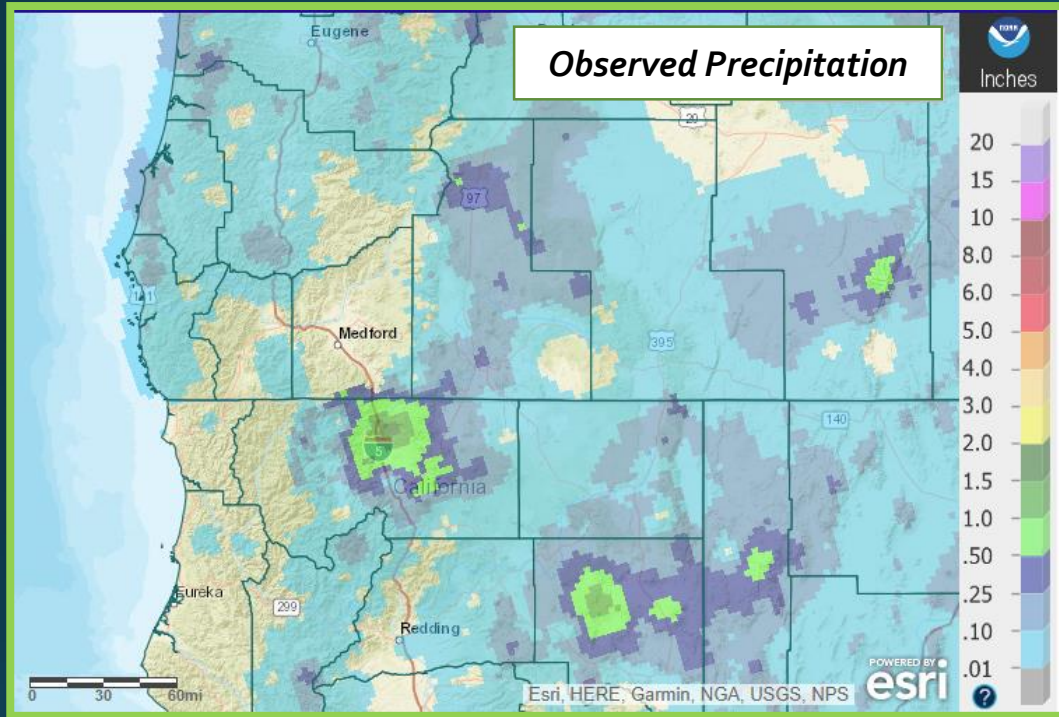 Eugene
Observed Precipitation
NOAA
Inches
20
20
15
10
8.0
6.0
5.0
4.0
3.0
2.0
1.5
1.0
.50
.25
.10
.01
97
101
Medford
395
140
5
California
Eureka
299
Redding
0 30 60mi
Esri, HERE, Garmin, NGA, USGS, NPS
POWERED BY
esri
?